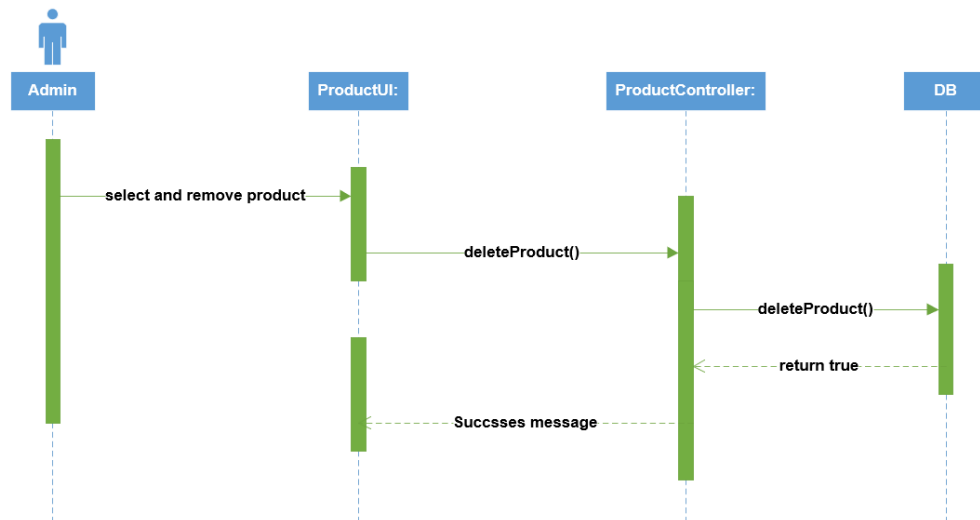 Admin
ProductUI:
ProductController:
DB
select and remove product
deleteProduct()
deleteProduct()
return true
Succsses message